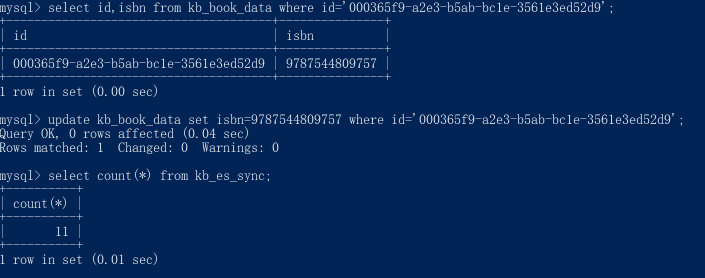 mysql> select id,isbn from kb_book_data where id='000365f9-a2e3-b5ab-bc1e-3561e3ed52d9';
+--------------------------------------+---------------+
| id                                   | isbn          |
+--------------------------------------+---------------+
| 000365f9-a2e3-b5ab-bc1e-3561e3ed52d9 | 9787544809757 |
+--------------------------------------+---------------+
1 row in set (0.00 sec)
mysql> update kb_book_data set isbn=9787544809757 where id='000365f9-a2e3-b5ab-bc1e-3561e3ed52d9';
Query OK, 0 rows affected (0.04 sec)
Rows matched: 1  Changed: 0  Warnings: 0
mysql> select count(*) from kb_es_sync;
+----------+
| count(*) |
+----------+
|       11 |
+----------+
1 row in set (0.01 sec)